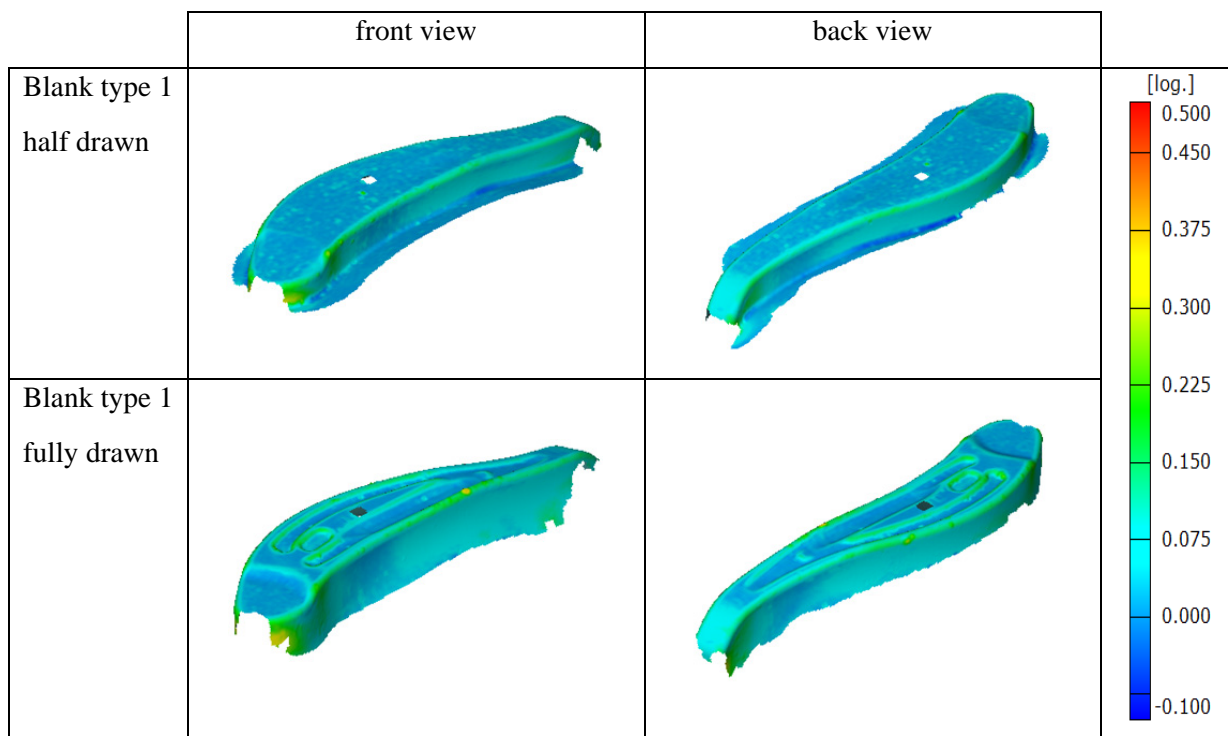 front view
back view
Blank type 1
half drawn
Blank type 1
fully drawn
[log.]
0.500
0.450
0.375
0.300
0.225
0.150
0.075
0.000
-0.100